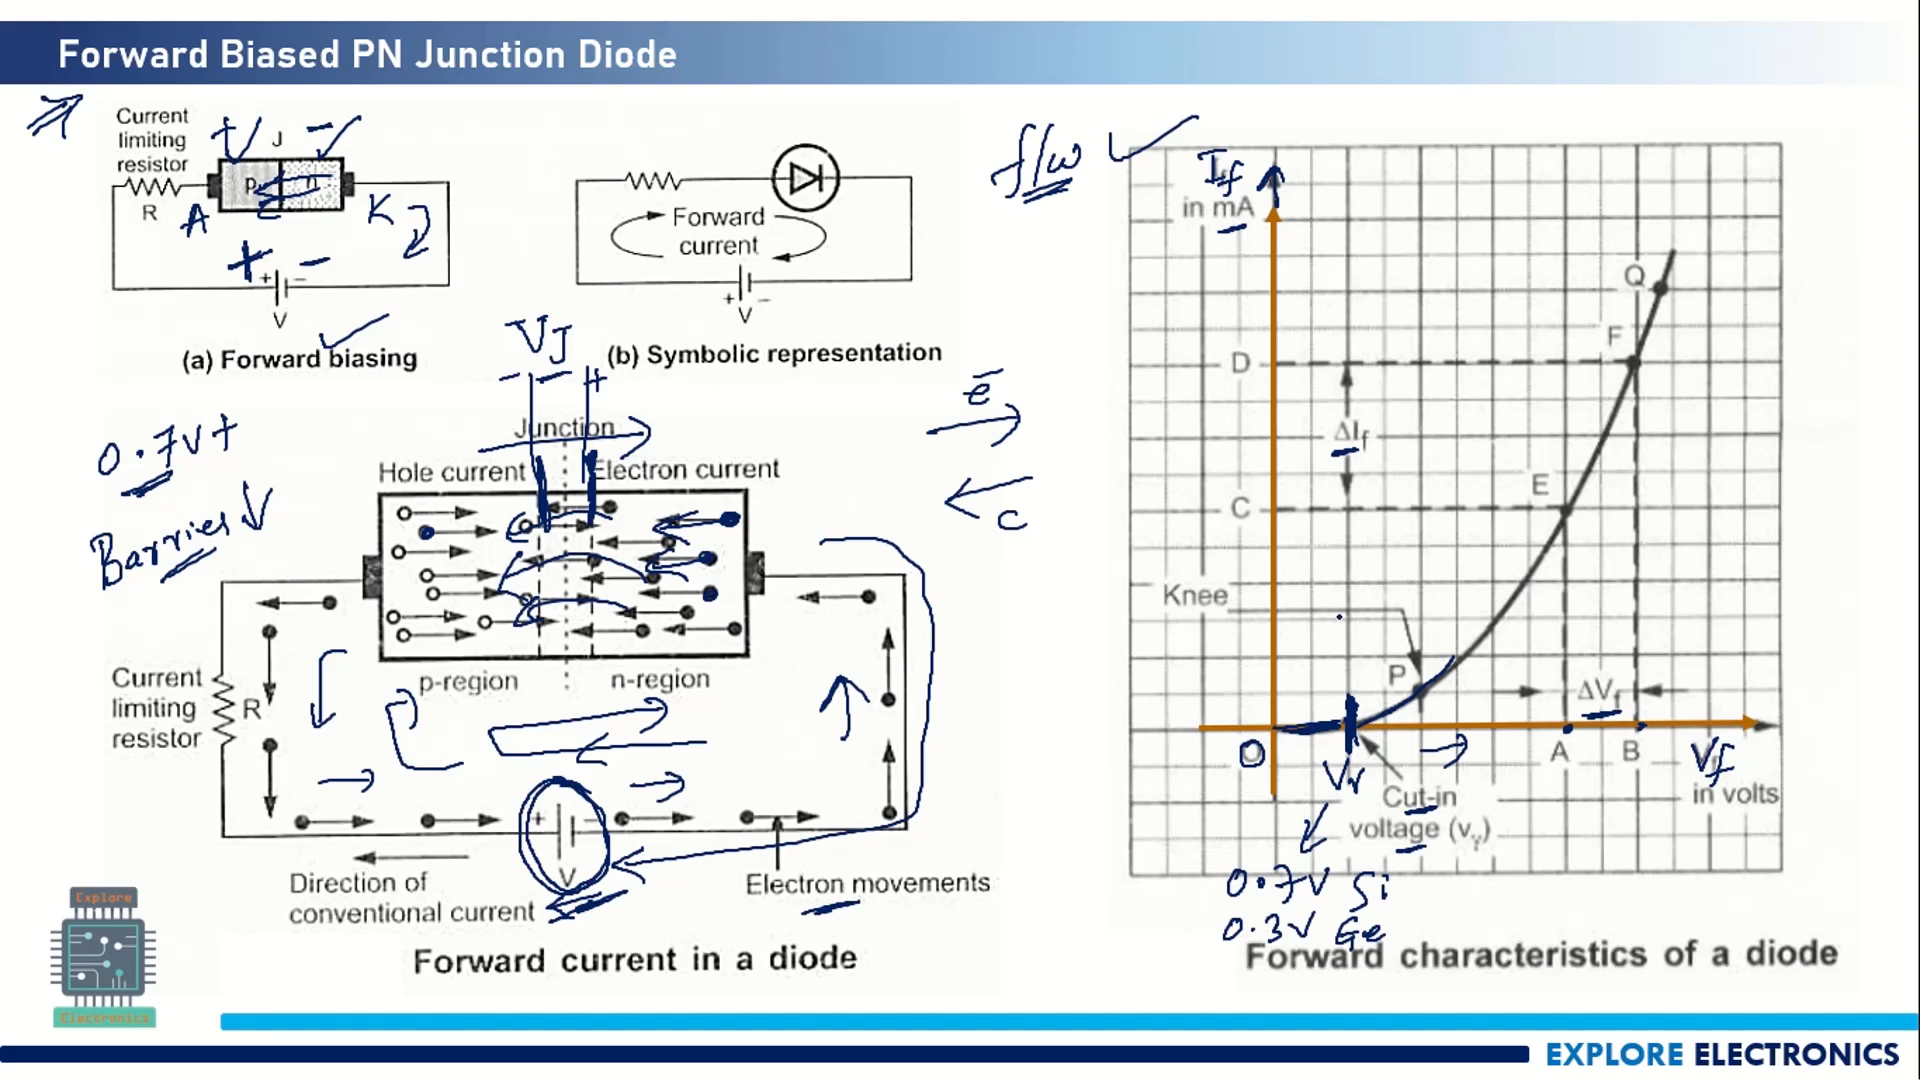 Forward Biased PN Junction Diode
Current
limiting
resistor
+
J
−
p
n
R
A
K
+ −
+ −
V
(a) Forward biasing
Forward
current
+ −
V
(b) Symbolic representation
f/w
VJ
− +
0.7V+
Barrier
Junction
Hole current
Electron current
e-
c
p-region
n-region
Current
limiting
resistor
R
+ −
V
Direction of
conventional current
Electron movements
Forward current in a diode
If
in mA
Q
F
D
ΔIf
E
C
Knee
P
ΔVf
O
A
B
Vf
in volts
Vγ
Cut-in
voltage (vγ)
0.7V Si
0.3V Ge
Forward characteristics of a diode
Explore
Electronics
EXPLORE ELECTRONICS